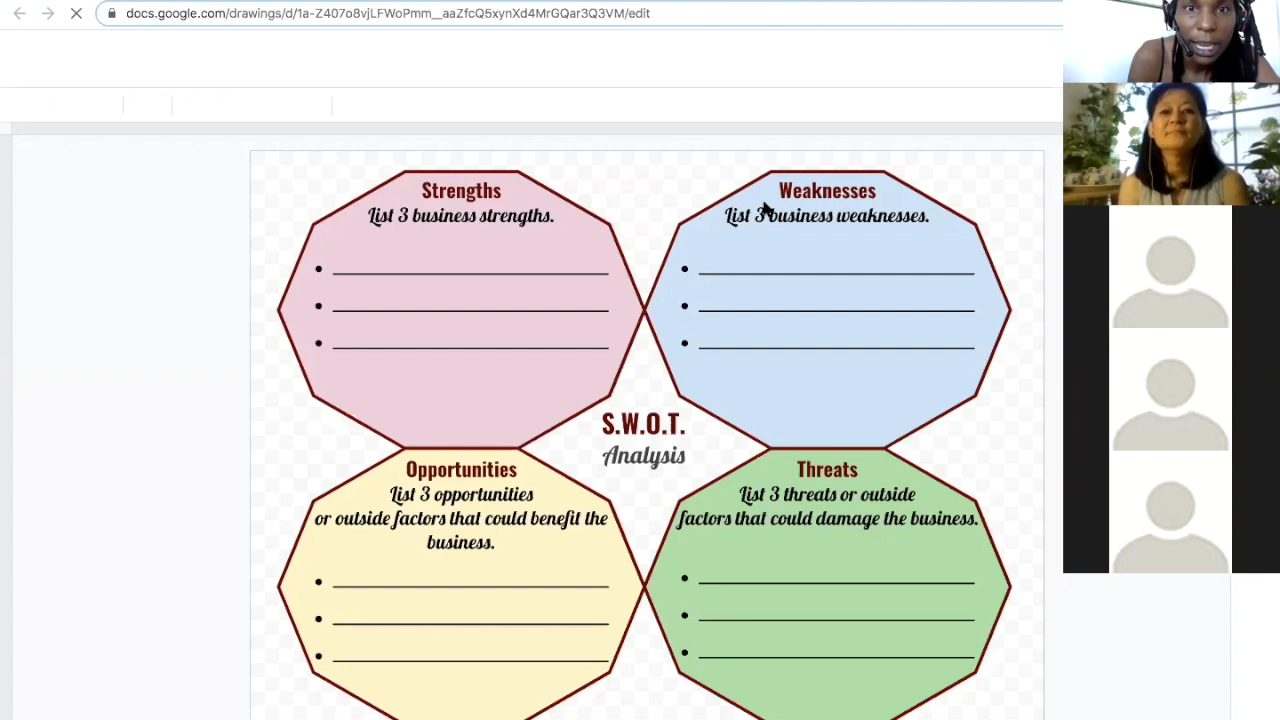 docs.google.com/drawings/d/1a-Z407o8vjLFWoPmm__aaZfcQ5xynXd4MrGQar3Q3VM/edit
Strengths
List 3 business strengths.
Weaknesses
List 3 business weaknesses.
S.W.O.T.
Analysis
Opportunities
List 3 opportunities
or outside factors that could benefit the
business.
Threats
List 3 threats or outside
factors that could damage the business.